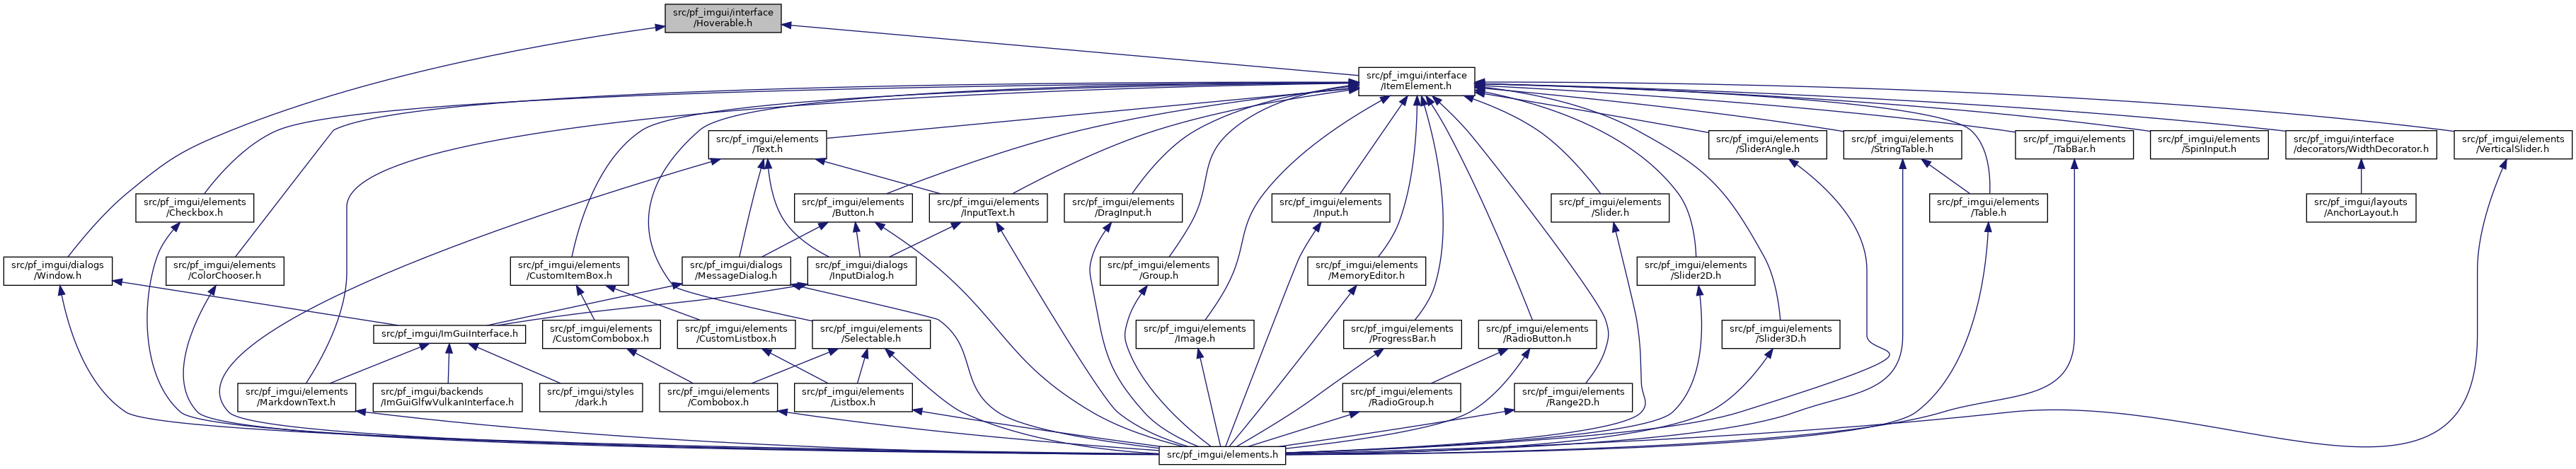 src/pf_imgui/interface
/Hoverable.h
src/pf_imgui/interface
/ItemElement.h
src/pf_imgui/elements
/Text.h
src/pf_imgui/elements
/SliderAngle.h
src/pf_imgui/elements
/StringTable.h
src/pf_imgui/elements
/TabBar.h
src/pf_imgui/elements
/SpinInput.h
src/pf_imgui/interface
/decorators/WidthDecorator.h
src/pf_imgui/elements
/VerticalSlider.h
src/pf_imgui/elements
/Checkbox.h
src/pf_imgui/elements
/Button.h
src/pf_imgui/elements
/InputText.h
src/pf_imgui/elements
/DragInput.h
src/pf_imgui/elements
/Input.h
src/pf_imgui/elements
/Slider.h
src/pf_imgui/elements
/Table.h
src/pf_imgui/layouts
/AnchorLayout.h
src/pf_imgui/dialogs
/Window.h
src/pf_imgui/elements
/ColorChooser.h
src/pf_imgui/elements
/CustomItemBox.h
src/pf_imgui/dialogs
/MessageDialog.h
src/pf_imgui/dialogs
/InputDialog.h
src/pf_imgui/elements
/Group.h
src/pf_imgui/elements
/MemoryEditor.h
src/pf_imgui/elements
/Slider2D.h
src/pf_imgui/ImGuiInterface.h
src/pf_imgui/elements
/CustomCombobox.h
src/pf_imgui/elements
/CustomListbox.h
src/pf_imgui/elements
/Selectable.h
src/pf_imgui/elements
/Image.h
src/pf_imgui/elements
/ProgressBar.h
src/pf_imgui/elements
/RadioButton.h
src/pf_imgui/elements
/Slider3D.h
src/pf_imgui/elements
/MarkdownText.h
src/pf_imgui/backends
/ImGuiGlfwVulkanInterface.h
src/pf_imgui/styles
/dark.h
src/pf_imgui/elements
/Combobox.h
src/pf_imgui/elements
/Listbox.h
src/pf_imgui/elements
/RadioGroup.h
src/pf_imgui/elements
/Range2D.h
src/pf_imgui/elements.h